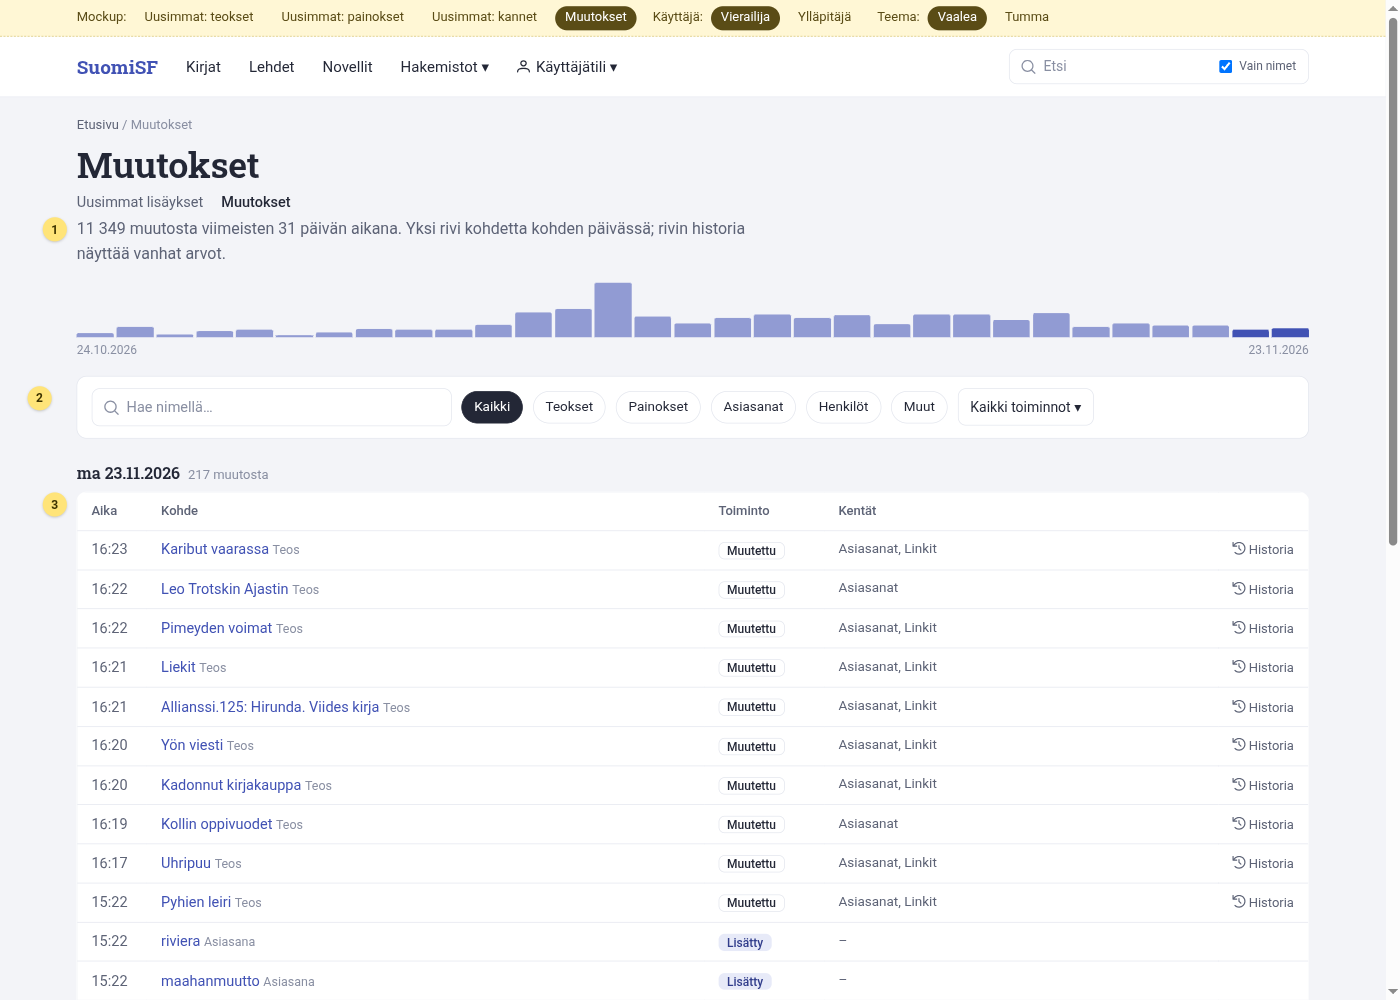 Mockup: Uusimmat: teokset Uusimmat: painokset Uusimmat: kannet Muutokset Käyttäjä: Vierailija Ylläpitäjä Teema: Vaalea Tumma
SuomiSF Kirjat Lehdet Novellit Hakemistot ▾ Käyttäjätili ▾ Etsi Vain nimet
Etusivu / Muutokset
Muutokset
Uusimmat lisäykset Muutokset
1 11 349 muutosta viimeisten 31 päivän aikana. Yksi rivi kohdetta kohden päivässä; rivin historia
näyttää vanhat arvot.
24.10.2026 23.11.2026
2 Hae nimellä... Kaikki Teokset Painokset Asiasanat Henkilöt Muut Kaikki toiminnot ▾
ma 23.11.2026 217 muutosta
3 Aika Kohde Toiminto Kentät
16:23 Karibut vaarassa Teos Muutettu Asiasanat, Linkit Historia
16:22 Leo Trotskin Ajastin Teos Muutettu Asiasanat Historia
16:22 Pimeyden voimat Teos Muutettu Asiasanat, Linkit Historia
16:21 Liekit Teos Muutettu Asiasanat, Linkit Historia
16:21 Allianssi.125: Hirunda. Viides kirja Teos Muutettu Asiasanat, Linkit Historia
16:20 Yön viesti Teos Muutettu Asiasanat, Linkit Historia
16:20 Kadonnut kirjakauppa Teos Muutettu Asiasanat, Linkit Historia
16:19 Kollin oppivuodet Teos Muutettu Asiasanat Historia
16:17 Uhripuu Teos Muutettu Asiasanat, Linkit Historia
15:22 Pyhien leiri Teos Muutettu Asiasanat, Linkit Historia
15:22 riviera Asiasana Lisätty –
15:22 maahanmuutto Asiasana Lisätty –